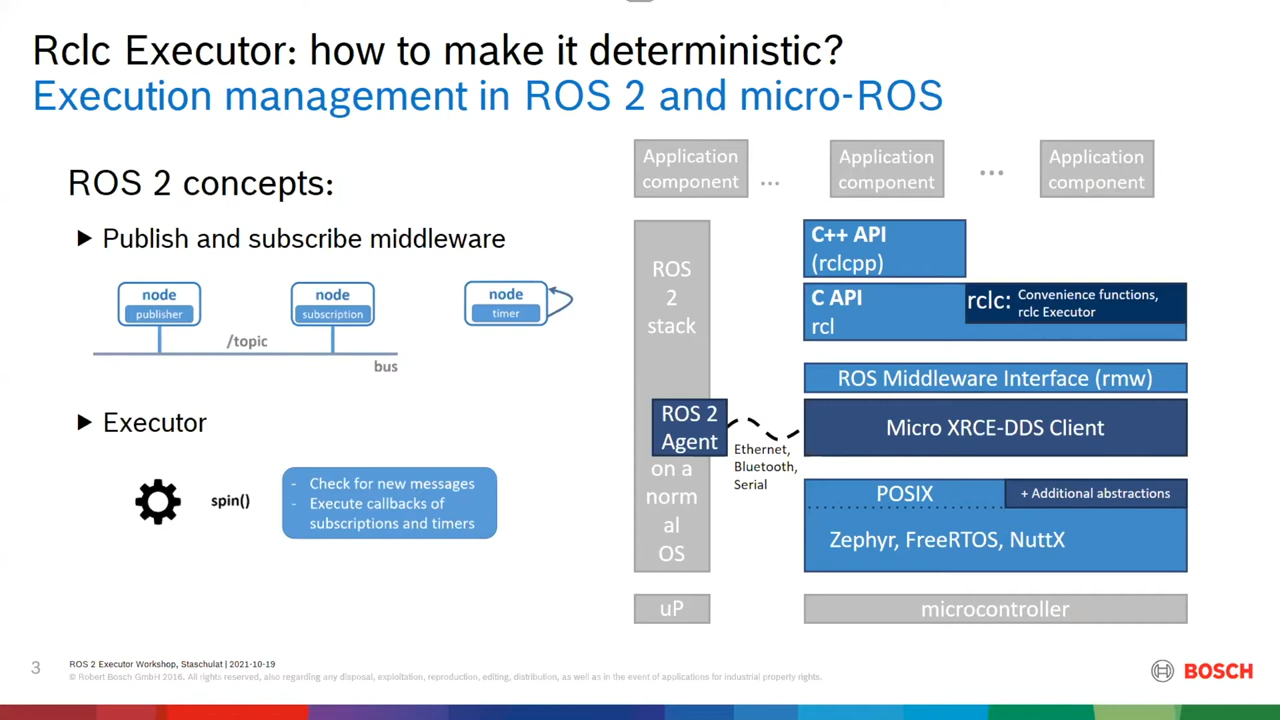 Rclc Executor: how to make it deterministic?
Execution management in ROS 2 and micro-ROS
ROS 2 concepts:
Publish and subscribe middleware
node
publisher
node
subscription
node
timer
/topic
bus
Executor
spin()
- Check for new messages
- Execute callbacks of
subscriptions and timers
Application
component
...
Application
component
...
Application
component
ROS
2
stack
ROS 2
Agent
on a
norm
al
OS
uP
Ethernet,
Bluetooth,
Serial
C++ API
(rclcpp)
C API
rcl
rclc: Convenience functions,
rclc Executor
ROS Middleware Interface (rmw)
Micro XRCE-DDS Client
POSIX
+ Additional abstractions
Zephyr, FreeRTOS, NuttX
microcontroller
3
ROS 2 Executor Workshop, Staschulat | 2021-10-19
© Robert Bosch GmbH 2016. All rights reserved, also regarding any disposal, exploitation, reproduction, editing, distribution, as well as in the event of applications for industrial property rights.
BOSCH